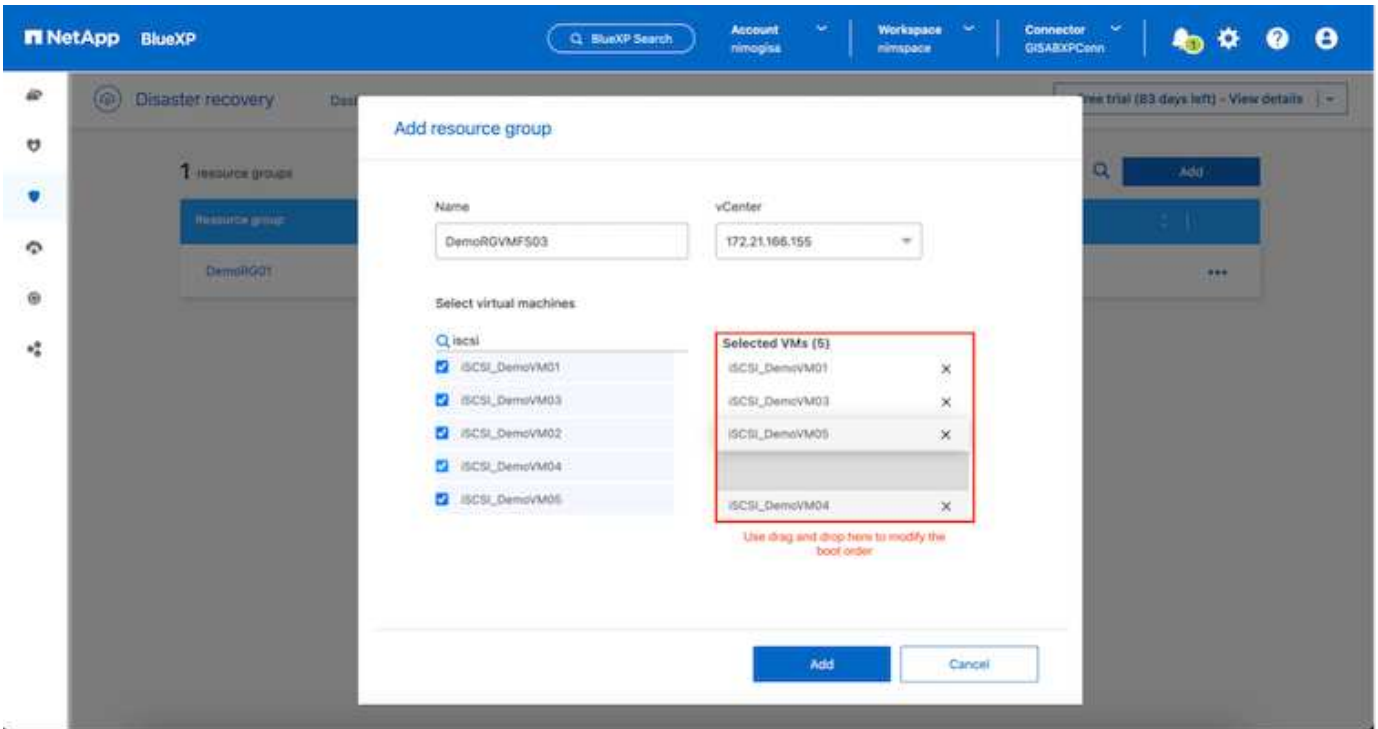 NetApp BlueXP
BlueXP Search
Account
nimogisa
Workspace
nimspace
Connector
GISABXPConn
Disaster recovery
Free trial (83 days left) - View details
1 resource groups
Add
Resource group
DemoRG01
Add resource group
Name
vCenter
DemoRGVMFS03
172.21.166.155
Select virtual machines
iscsi
iSCSI_DemoVM01
iSCSI_DemoVM03
iSCSI_DemoVM02
iSCSI_DemoVM04
iSCSI_DemoVM05
Selected VMs (5)
iSCSI_DemoVM01
iSCSI_DemoVM03
iSCSI_DemoVM05
iSCSI_DemoVM04
Use drag and drop here to modify the
boot order
Add
Cancel